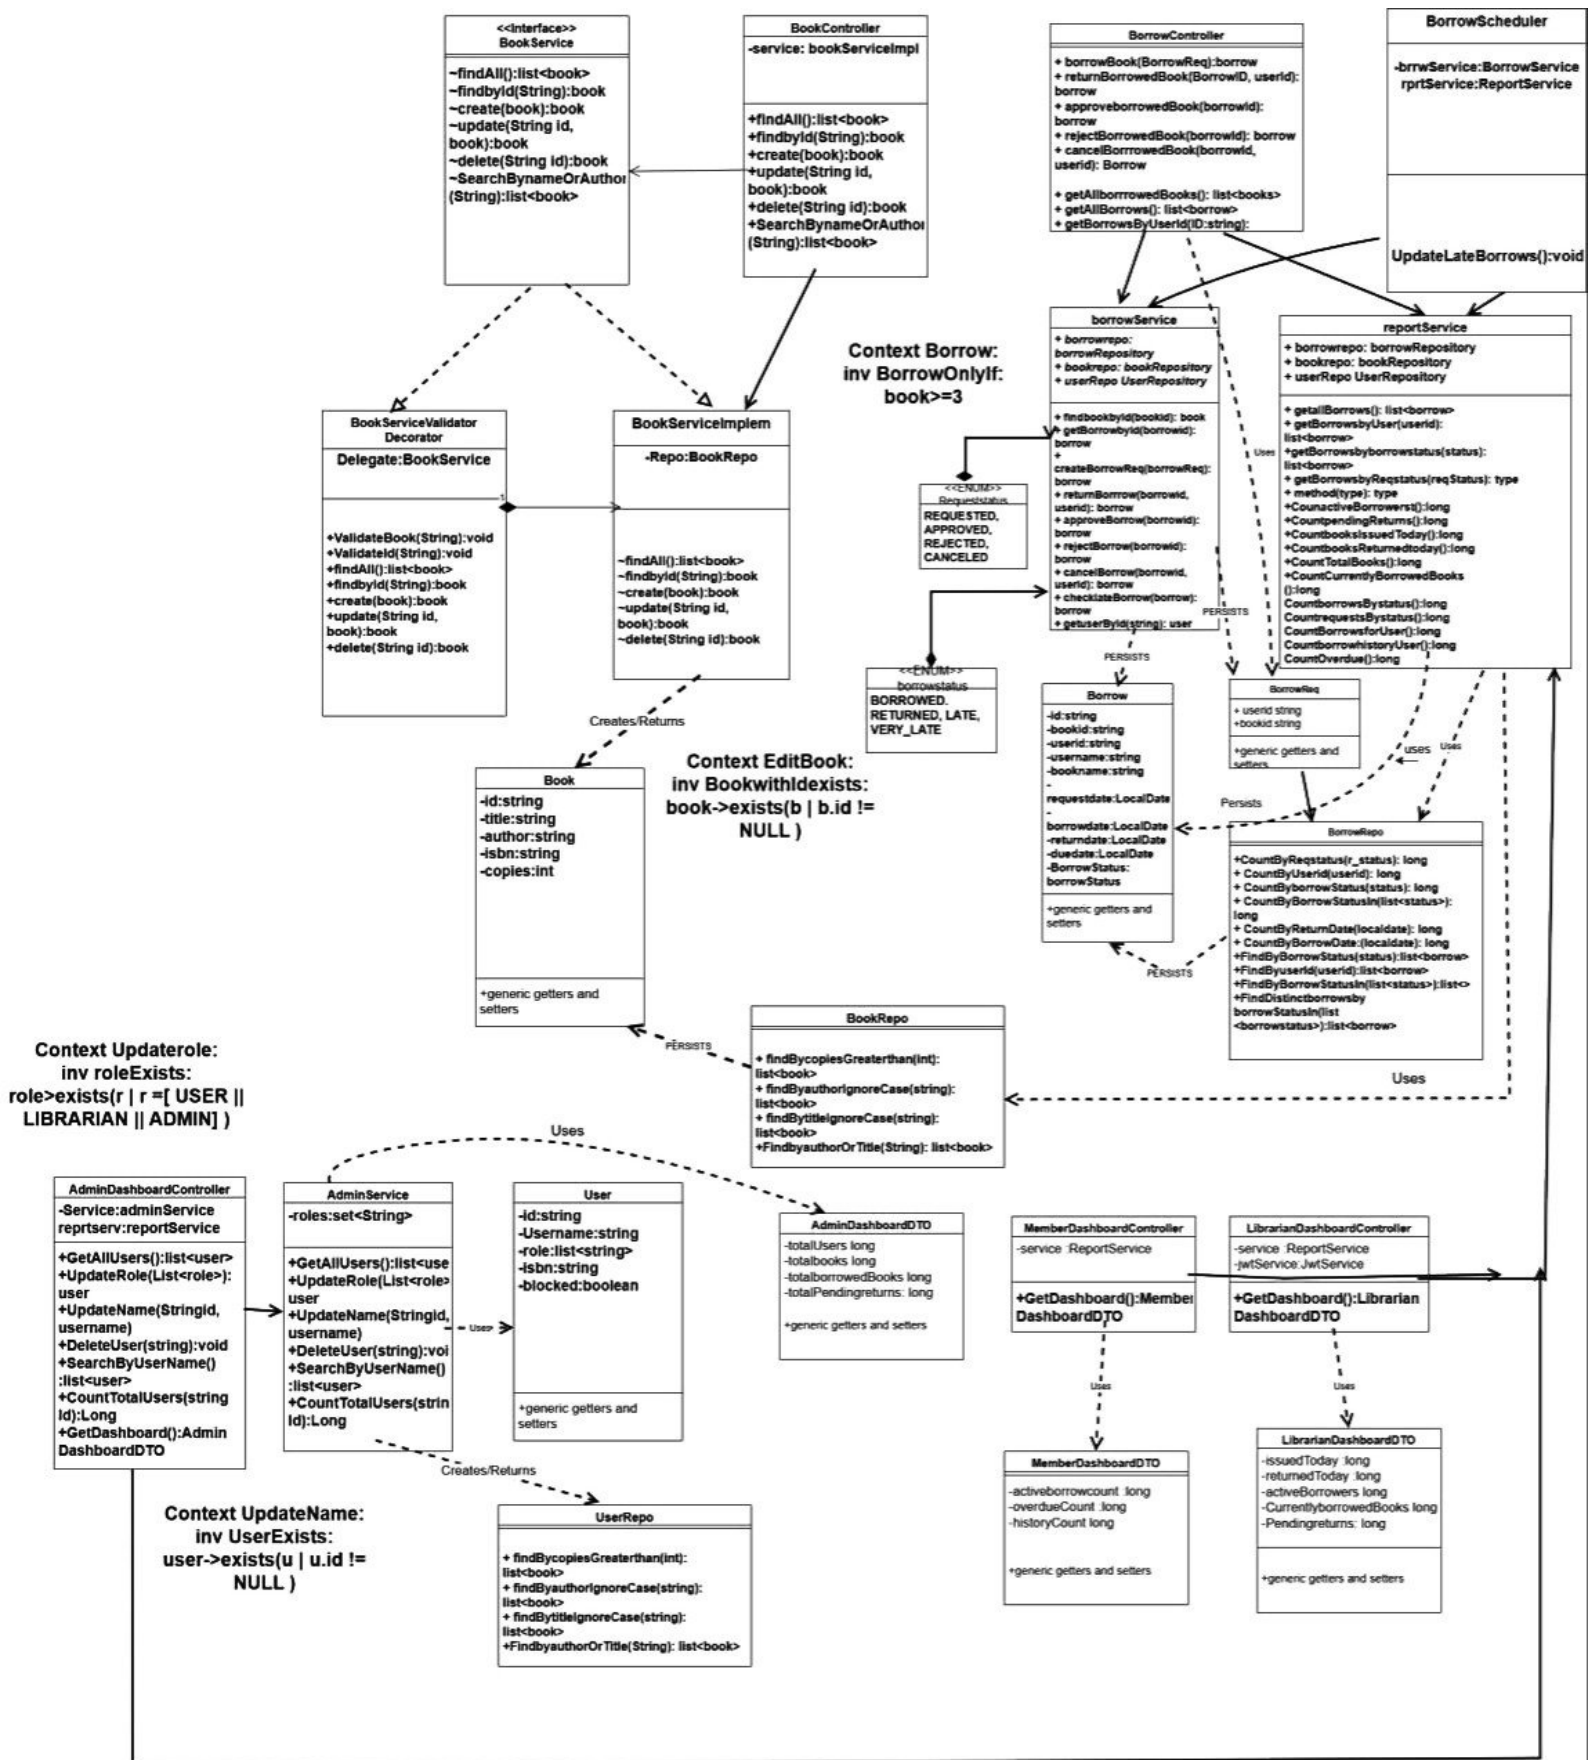 <<Interface>>
BookService
~findAll():list<book>
~findbyId(String):book
~create(book):book
~update(String id,
book):book
~delete(String id):book
~SearchBynameOrAuthor
(String):list<book>
BookController
-service: bookServiceImpl
+findAll():list<book>
+findbyId(String):book
+create(book):book
+update(String id,
book):book
+delete(String id):book
+SearchBynameOrAuthor
(String):list<book>
BorrowController
+ borrowBook(BorrowReq):borrow
+ returnBorrowedBook(BorrowID, userId):
borrow
+ approveborrowedBook(borrowId):
borrow
+ rejectBorrowedBook(borrowId): borrow
+ cancelBorrrowedBook(borrowId,
userid): Borrow
+ getAllborrrowedBooks(): list<books>
+ getAllBorrows(): list<borrow>
+ getBorrowsByUserId(ID:string):
BorrowScheduler
-brrwService:BorrowService
rprtService:ReportService
UpdateLateBorrows():void
Context Borrow:
inv BorrowOnlyIf:
book>=3
borrowService
+ borrowrepo:
borrowRepository
+ bookrepo: bookRepository
+ userRepo UserRepository
+ findbookbyId(bookid): book
+ getBorrowbyId(borrowid):
borrow
+
createBorrowReq(borrowReq):
borrow
+ returnBorrrow(borrowid,
userid): borrow
+ approveBorrow(borrowid):
borrow
+ rejectBorrow(borrowid):
borrow
+ cancelBorrow(borrowid,
userid): borrow
+ checklateBorrow(borrow):
borrow
+ getuserById(string): user
reportService
+ borrowrepo: borrowRepository
+ bookrepo: bookRepository
+ userRepo UserRepository
+ getallBorrows(): list<borrow>
+ getBorrowsbyUser(userid):
list<borrow>
+getBorrowsbyborrowstatus(status):
list<borrow>
+ getBorrowsbyReqstatus(reqStatus): type
+ method(type): type
+CounactiveBorrowerst():long
+CountpendingReturns():long
+CountbooksIssuedToday():long
+CountbooksReturnedtoday():long
+CountTotalBooks():long
+CountCurrentlyBorrowedBooks
():long
CountborrowsBystatus():long
CountrequestsBystatus():long
CountBorrowsforUser():long
CountborrowhistoryUser():long
CountOverdue():long
Uses
BookServiceValidator
Decorator
Delegate:BookService
1
+ValidateBook(String):void
+ValidateId(String):void
+findAll():list<book>
+findbyId(String):book
+create(book):book
+update(String id,
book):book
+delete(String id):book
BookServiceImplem
-Repo:BookRepo
~findAll():list<book>
~findbyId(String):book
~create(book):book
~update(String id,
book):book
~delete(String id):book
<<ENUM>>
Requeststatus
REQUESTED,
APPROVED,
REJECTED,
CANCELED
<<ENUM>>
borrowstatus
BORROWED.
RETURNED, LATE,
VERY_LATE
PERSISTS
PERSISTS
Creates/Returns
Context EditBook:
inv BookwithIdexists:
book->exists(b | b.id !=
NULL )
Borrow
-id:string
-bookid:string
-userid:string
-username:string
-bookname:string
-
requestdate:LocalDate
-
borrowdate:LocalDate
-returndate:LocalDate
-duedate:LocalDate
-BorrowStatus:
borrowStatus
+generic getters and
setters
BorrowReq
+ userid string
+bookid string
+generic getters and
setters
uses
Uses
Persists
Book
-id:string
-title:string
-author:string
-isbn:string
-copies:int
+generic getters and
setters
BorrowRepo
+CountByReqstatus(r_status): long
+ CountByUserid(userid): long
+ CountByborrowStatus(status): long
+ CountByBorrowStatusIn(list<status>):
long
+ CountByReturnDate(localdate): long
+ CountByBorrowDate:(localdate): long
+FindByBorrowStatus(status):list<borrow>
+FindByuserId(userid):list<borrow>
+FindByBorrowStatusIn(list<status>):list<>
+FindDistinctborrowsby
borrowStatusIn(list
<borrowstatus>):list<borrow>
PERSISTS
PERSISTS
BookRepo
+ findBycopiesGreaterthan(int):
list<book>
+ findByauthorIgnoreCase(string):
list<book>
+ findBytitleIgnoreCase(string):
list<book>
+FindbyauthorOrTitle(String): list<book>
Uses
Context Updaterole:
inv roleExists:
role>exists(r | r =[ USER ||
LIBRARIAN || ADMIN] )
Uses
AdminDashboardController
-Service:adminService
reprtserv:reportService
+GetAllUsers():list<user>
+UpdateRole(List<role>):
user
+UpdateName(Stringid,
username)
+DeleteUser(string):void
+SearchByUserName()
:list<user>
+CountTotalUsers(string
Id):Long
+GetDashboard():Admin
DashboardDTO
AdminService
-roles:set<String>
+GetAllUsers():list<use
+UpdateRole(List<role>
user
+UpdateName(Stringid,
username)
+DeleteUser(string):voi
+SearchByUserName()
:list<user>
+CountTotalUsers(strin
Id):Long
Uses
User
-id:string
-Username:string
-role:list<string>
-isbn:string
-blocked:boolean
+generic getters and
setters
AdminDashboardDTO
-totalUsers long
-totalbooks long
-totalborrowedBooks long
-totalPendingreturns: long
+generic getters and setters
MemberDashboardController
-service :ReportService
+GetDashboard():Member
DashboardDTO
LibrarianDashboardController
-service :ReportService
-jwtService:JwtService
+GetDashboard():Librarian
DashboardDTO
Uses
Uses
Creates/Returns
Context UpdateName:
inv UserExists:
user->exists(u | u.id !=
NULL )
UserRepo
+ findBycopiesGreaterthan(int):
list<book>
+ findByauthorIgnoreCase(string):
list<book>
+ findBytitleIgnoreCase(string):
list<book>
+FindbyauthorOrTitle(String): list<book>
MemberDashboardDTO
-activeborrowcount :long
-overdueCount :long
-historyCount long
+generic getters and setters
LibrarianDashboardDTO
-issuedToday :long
-returnedToday :long
-activeBorrowers long
-CurrentlyborrowedBooks long
-Pendingreturns: long
+generic getters and setters